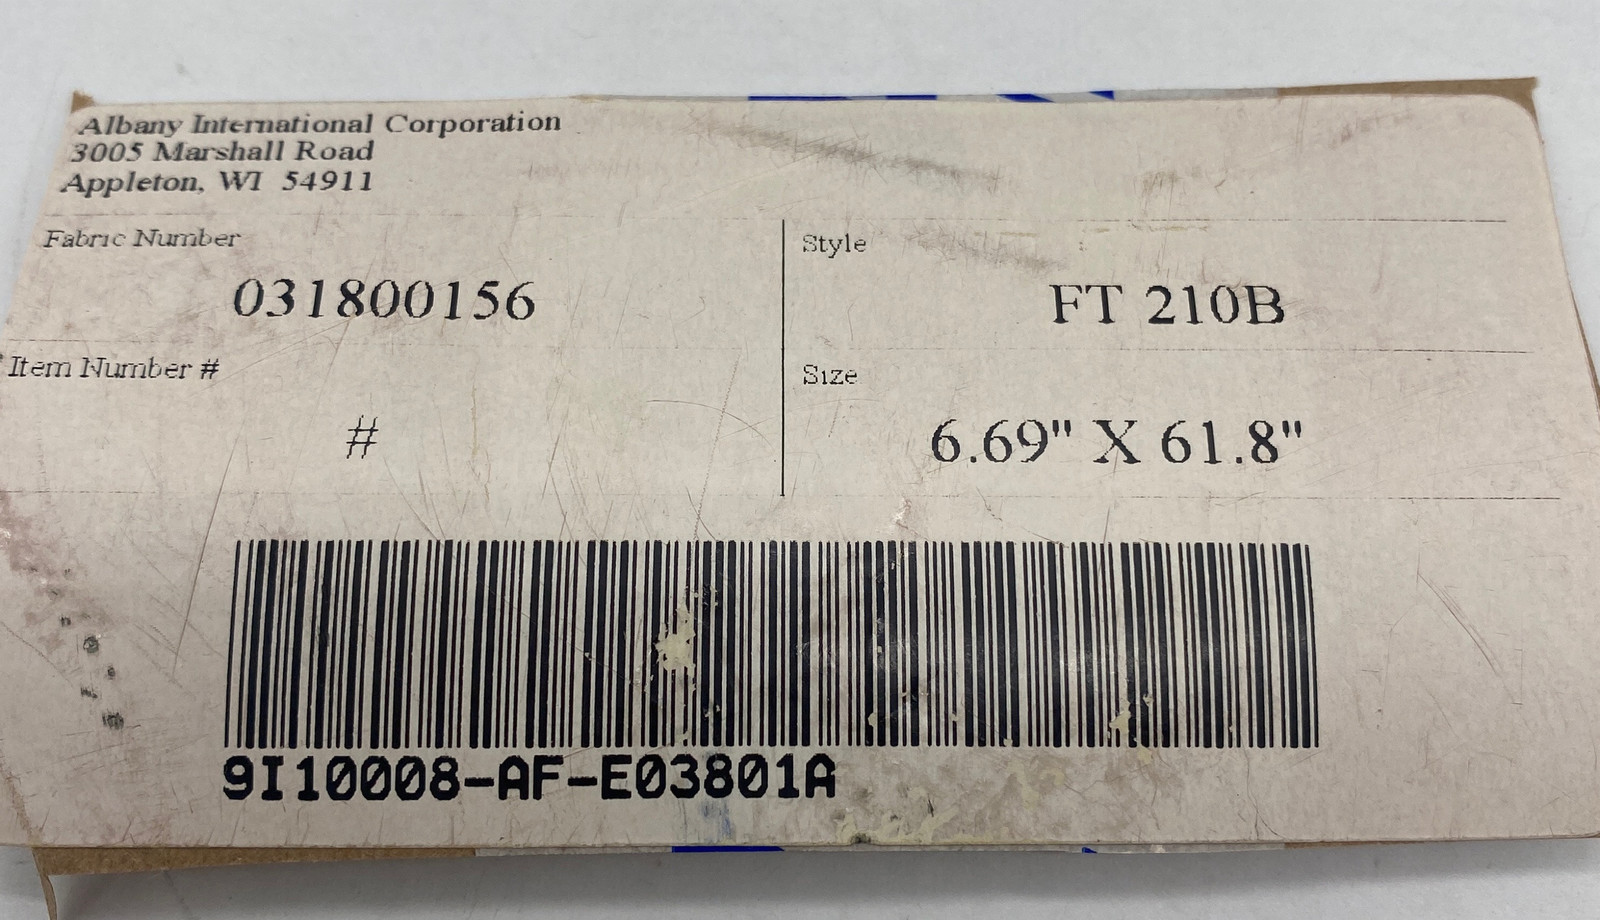 Albany International Corporation
3005 Marshall Road
Appleton, WI 54911
Fabric Number
031800156
Style
FT 210B
Item Number #
#
Size
6.69" X 61.8"
9I10008-AF-E03801A